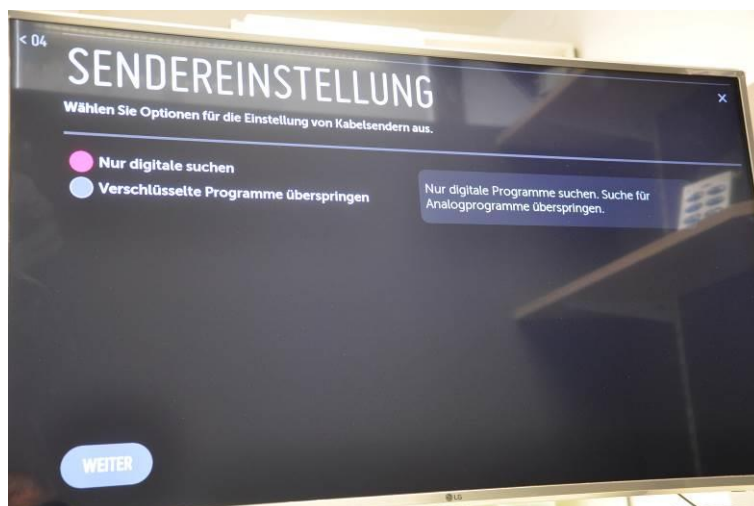 < 04
SENDEREINSTELLUNG
Wählen Sie Optionen für die Einstellung von Kabelsendern aus.
Nur digitale suchen
Verschlüsselte Programme überspringen
Nur digitale Programme suchen. Suche für
Analogprogramme überspringen.
WEITER
LG